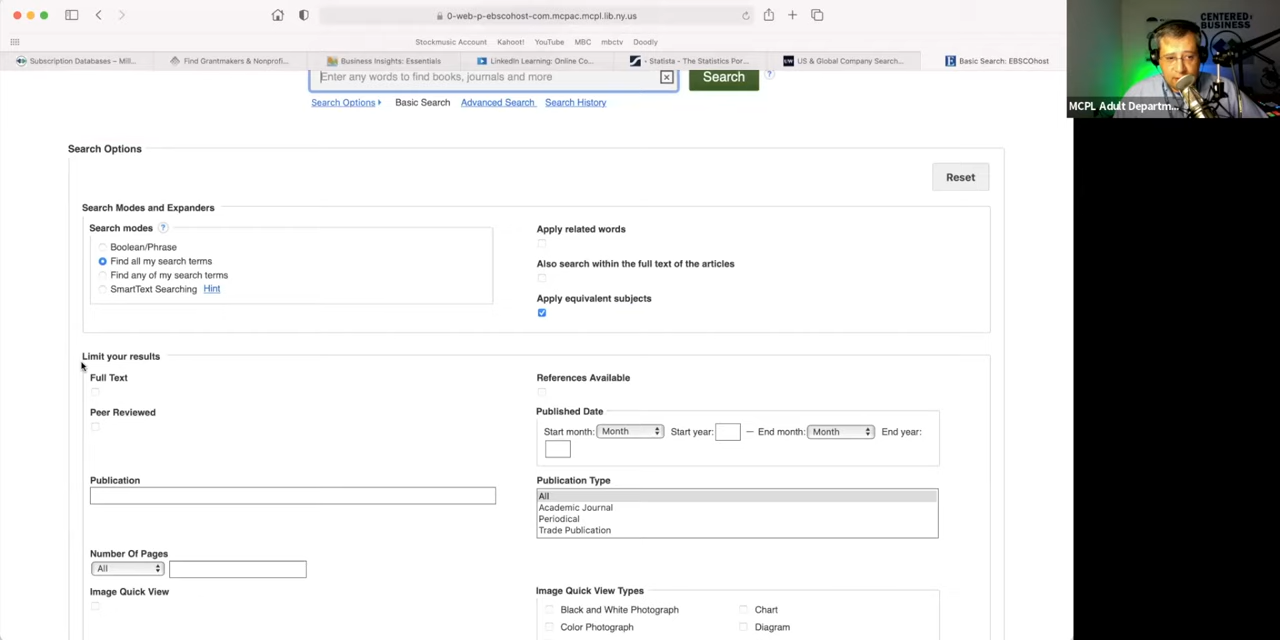 0-web-p-ebscohost-com.mcpac.mcpl.lib.ny.us
Stockmusic Account Kahoot! YouTube MBC mbctv Doodly
Subscription Databases – Mill... Find Grantmakers & Nonprofi... Business Insights: Essentials LinkedIn Learning: Online Co... - Statista - The Statistics Por... US & Global Company Search... Basic Search: EBSCOhost
Enter any words to find books, journals and more
Search
?
Search Options Basic Search Advanced Search Search History
Search Options
Reset
Search Modes and Expanders
Search modes ?
Boolean/Phrase
Find all my search terms
Find any of my search terms
SmartText Searching Hint
Apply related words
Also search within the full text of the articles
Apply equivalent subjects
Limit your results
Full Text
Peer Reviewed
Publication
Number Of Pages
All
Image Quick View
References Available
Published Date
Start month: Month Start year: — End month: Month End year:
Publication Type
All
Academic Journal
Periodical
Trade Publication
Image Quick View Types
Black and White Photograph Chart
Color Photograph Diagram
CENTERED
BUSINESS
MCPL Adult Departm...